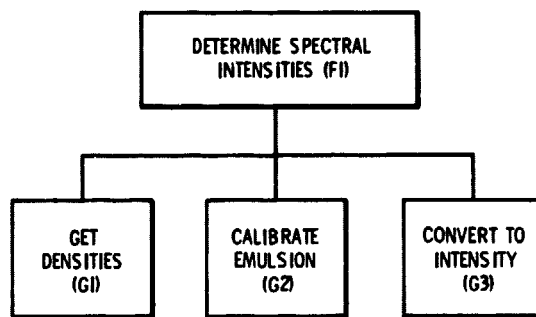 DETERMINE SPECTRAL
INTENSITIES (F1)
GET
DENSITIES
(G1)
CALIBRATE
EMULSION
(G2)
CONVERT TO
INTENSITY
(G3)